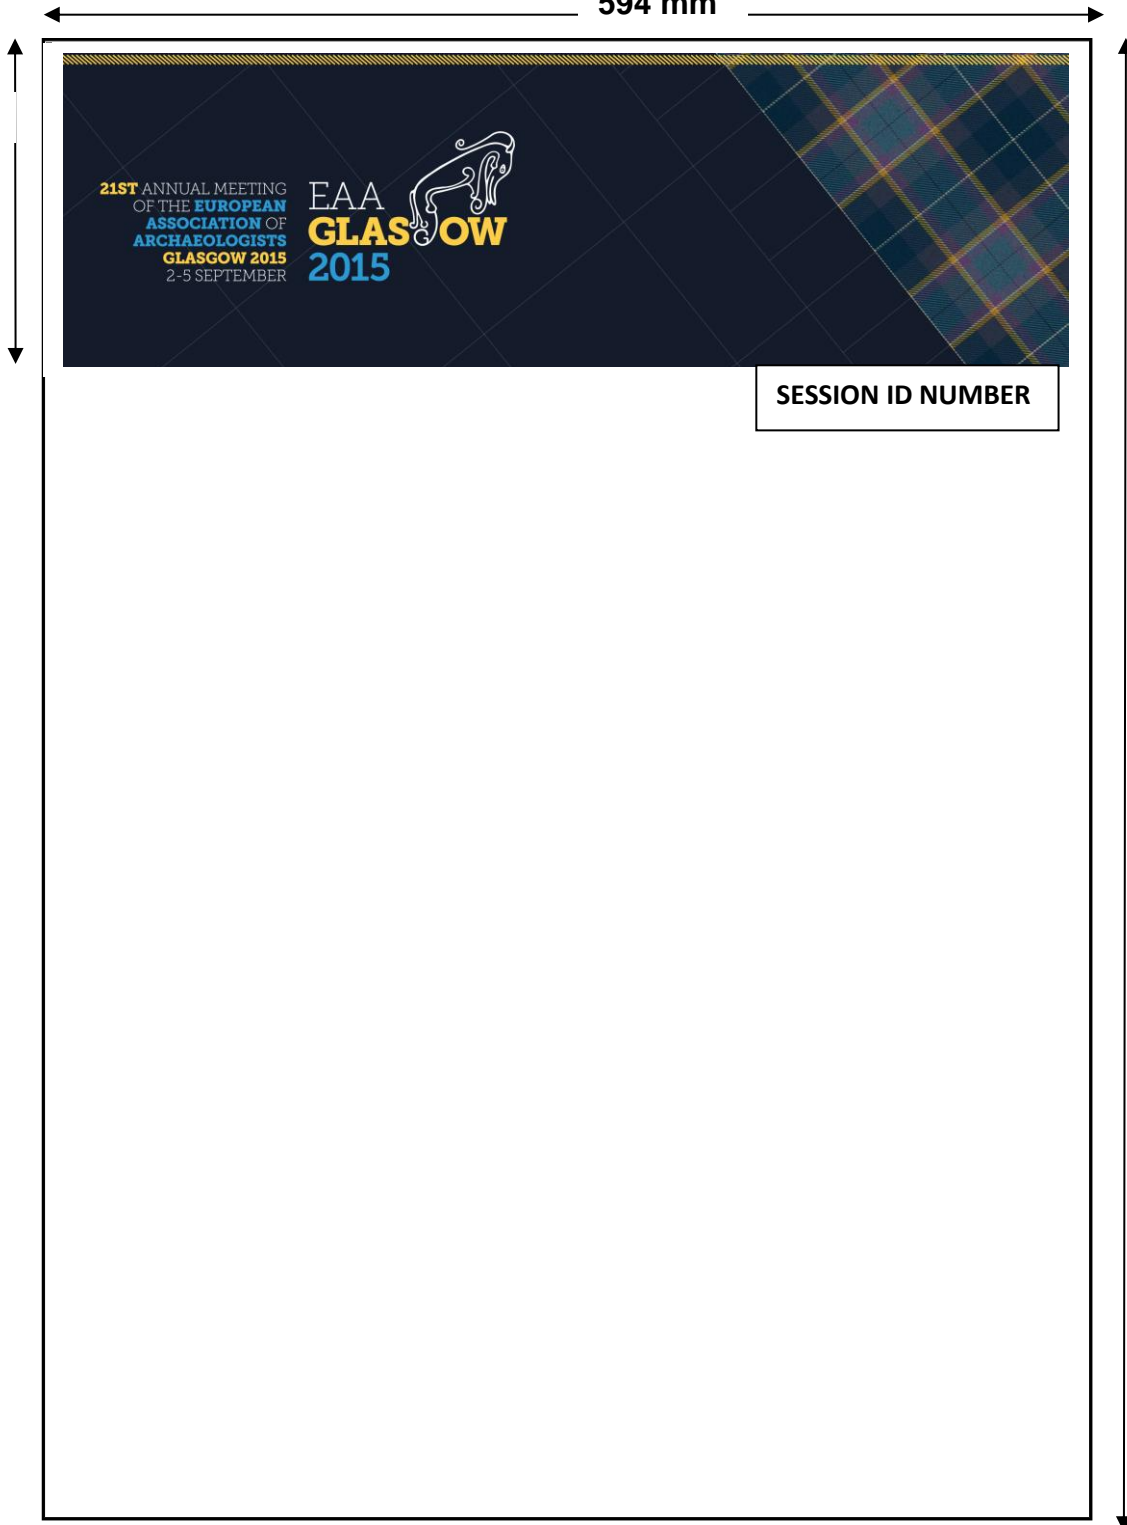 594 mm
21ST ANNUAL MEETING
OF THE EUROPEAN
ASSOCIATION OF
ARCHAEOLOGISTS
GLASGOW 2015
2-5 SEPTEMBER
EAA
GLASGOW
2015
SESSION ID NUMBER